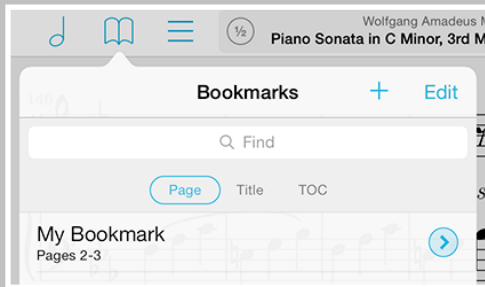 ½
Wolfgang Amadeus
Piano Sonata in C Minor, 3rd
Bookmarks + Edit
Find
Page Title TOC
My Bookmark
Pages 2-3